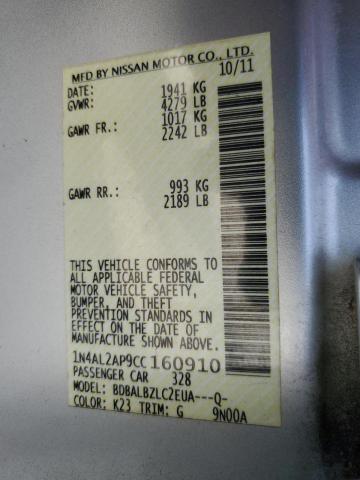 MFD BY NISSAN MOTOR CO., LTD.
DATE: 10/11
GVWR: 1941 KG
4279 LB
GAWR FR.: 1017 KG
2242 LB
GAWR RR.: 993 KG
2189 LB
THIS VEHICLE CONFORMS TO
ALL APPLICABLE FEDERAL
MOTOR VEHICLE SAFETY,
BUMPER, AND THEFT
PREVENTION STANDARDS IN
EFFECT ON THE DATE OF
MANUFACTURE SHOWN ABOVE.
1N4AL2AP9CC160910
PASSENGER CAR 328
MODEL: BDBALBZLC2EUA---Q-
COLOR: K23 TRIM: G 9N00A